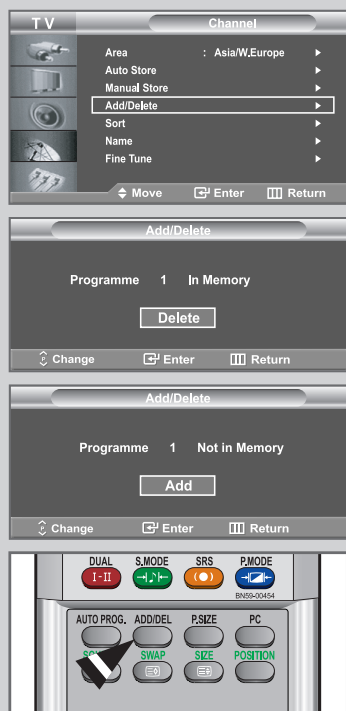 TV Channel
Area : Asia/W.Europe
Auto Store
Manual Store
Add/Delete
Sort
Name
Fine Tune
Move Enter Return
Add/Delete
Programme 1 In Memory
Delete
P Change Enter Return
Add/Delete
Programme 1 Not in Memory
Add
P Change Enter Return
DUAL S.MODE SRS P.MODE
I-II
BN59-00454
AUTO PROG. ADD/DEL P.SIZE PC
SWAP SIZE POSITION